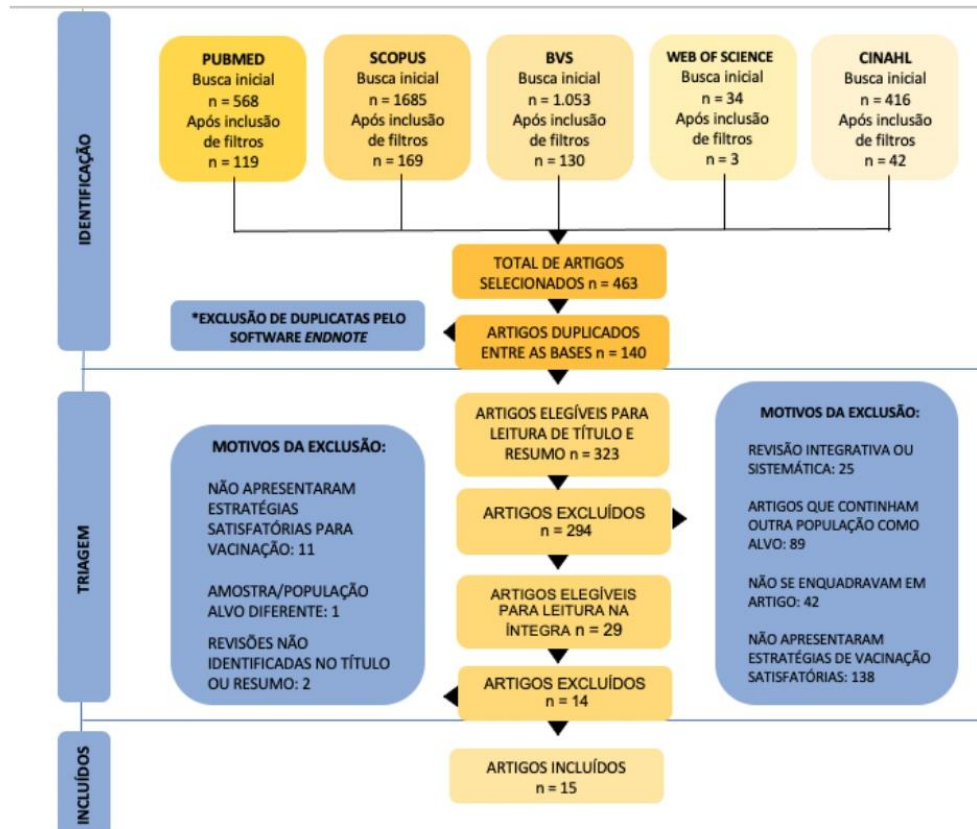 IDENTIFICAÇÃO
PUBMED
Busca inicial
n = 568
Após inclusão
de filtros
n = 119
SCOPUS
Busca inicial
n = 1685
Após inclusão
de filtros
n = 169
BVS
Busca inicial
n = 1.053
Após inclusão
de filtros
n = 130
WEB OF SCIENCE
Busca inicial
n = 34
Após inclusão
de filtros
n = 3
CINAHL
Busca inicial
n = 416
Após inclusão
de filtros
n = 42
TOTAL DE ARTIGOS
SELECIONADOS n = 463
*EXCLUSÃO DE DUPLICATAS PELO
SOFTWARE ENDNOTE
ARTIGOS DUPLICADOS
ENTRE AS BASES n = 140
TRIAGEM
ARTIGOS ELEGÍVEIS PARA
LEITURA DE TÍTULO E
RESUMO n = 323
ARTIGOS EXCLUÍDOS
n = 294
MOTIVOS DA EXCLUSÃO:
REVISÃO INTEGRATIVA OU
SISTEMÁTICA: 25
ARTIGOS QUE CONTINHAM
OUTRA POPULAÇÃO COMO
ALVO: 89
NÃO SE ENQUADRAVAM EM
ARTIGO: 42
NÃO APRESENTARAM
ESTRATÉGIAS DE VACINAÇÃO
SATISFATÓRIAS: 138
ARTIGOS ELEGÍVEIS
PARA LEITURA NA
ÍNTEGRA n = 29
ARTIGOS EXCLUÍDOS
n = 14
MOTIVOS DA EXCLUSÃO:
NÃO APRESENTARAM
ESTRATÉGIAS
SATISFATÓRIAS PARA
VACINAÇÃO: 11
AMOSTRA/POPULAÇÃO
ALVO DIFERENTE: 1
REVISÕES NÃO
IDENTIFICADAS NO TÍTULO
OU RESUMO: 2
INCLUÍDOS
ARTIGOS INCLUÍDOS
n = 15